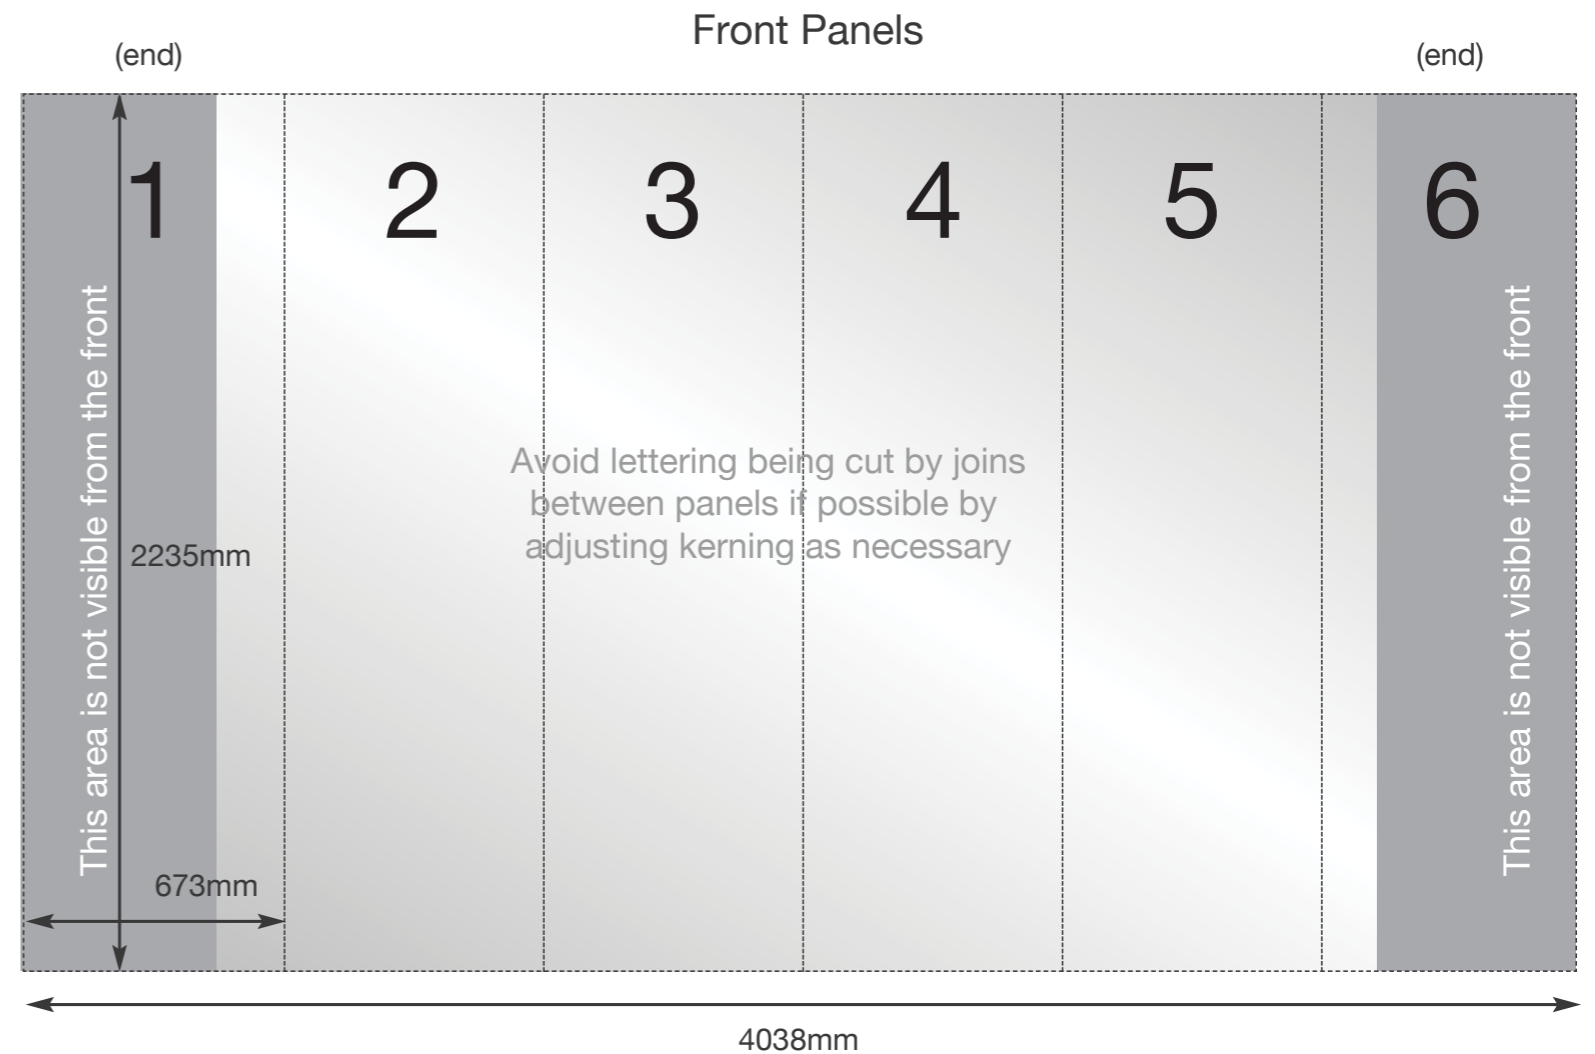 Front Panels
(end)
(end)
1
2
3
4
5
6
This area is not visible from the front
This area is not visible from the front
Avoid lettering being cut by joins
between panels if possible by
adjusting kerning as necessary
2235mm
673mm
4038mm